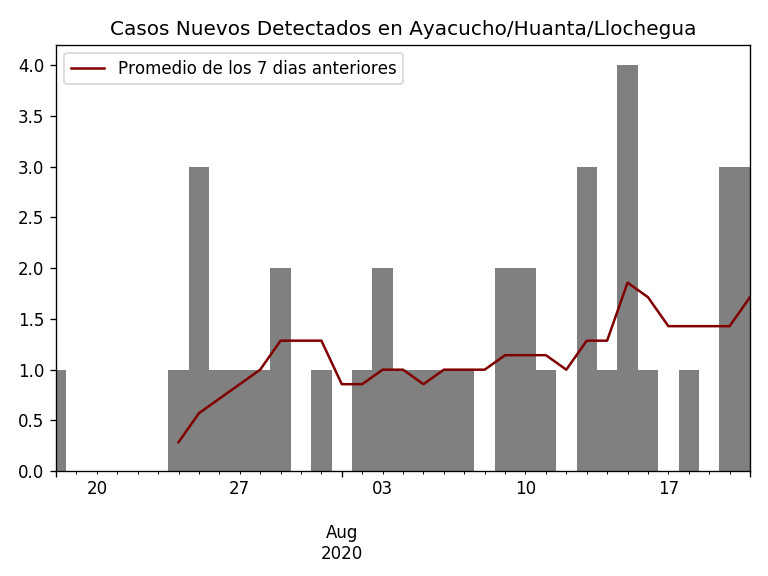 Casos Nuevos Detectados en Ayacucho/Huanta/Llochegua
Promedio de los 7 dias anteriores
4.0
3.5
3.0
2.5
2.0
1.5
1.0
0.5
0.0
20 27 03 10 17
Aug
2020